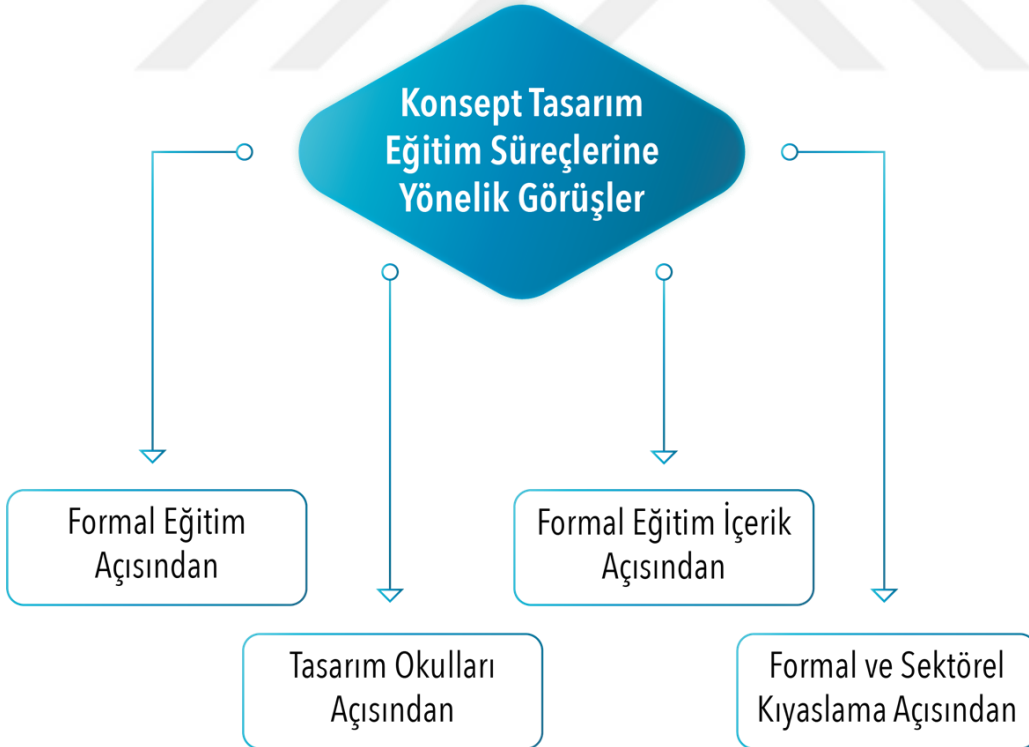 Konsept Tasarım
Eğitim Süreçlerine
Yönelik Görüşler
Formal Eğitim
Açısından
Tasarım Okulları
Açısından
Formal Eğitim İçerik
Açısından
Formal ve Sektörel
Kıyaslama Açısından